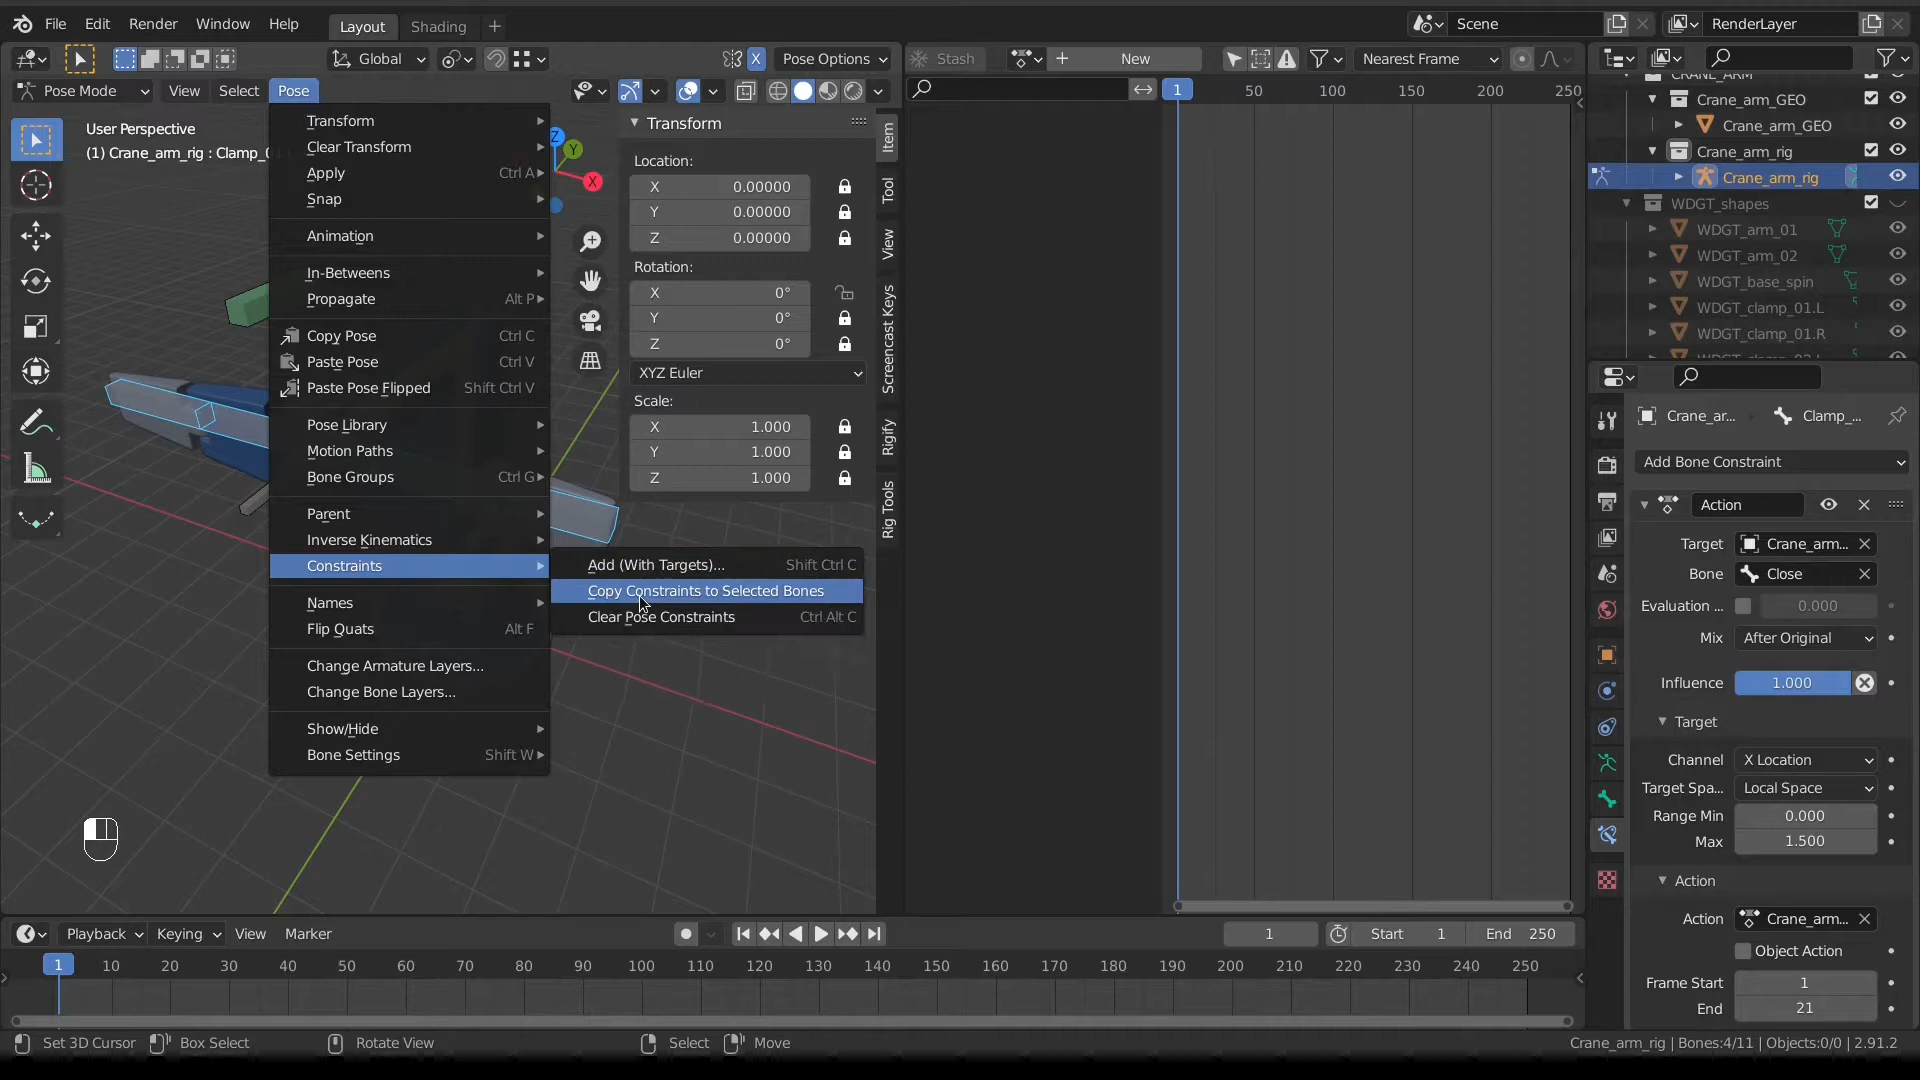 File Edit Render Window Help Layout Shading + Scene RenderLayer
Global X Pose Options Stash + New Nearest Frame
Pose Mode View Select Pose 1 50 100 150 200 250
User Perspective
(1) Crane_arm_rig : Clamp_0
Transform
Clear Transform
Apply Ctrl A
Snap
Animation
In-Betweens
Propagate Alt P
Copy Pose Ctrl C
Paste Pose Ctrl V
Paste Pose Flipped Shift Ctrl V
Pose Library
Motion Paths
Bone Groups Ctrl G
Parent
Inverse Kinematics
Constraints
Names
Flip Quats Alt F
Change Armature Layers...
Change Bone Layers...
Show/Hide
Bone Settings Shift W
Add (With Targets)... Shift Ctrl C
Copy Constraints to Selected Bones
Clear Pose Constraints Ctrl Alt C
Z
Y
X
Transform
Location:
X 0.00000
Y 0.00000
Z 0.00000
Rotation:
X 0°
Y 0°
Z 0°
XYZ Euler
Scale:
X 1.000
Y 1.000
Z 1.000
Item
Tool
View
Screencast Keys
Rigify
Rig Tools
CRANE_ARM
Crane_arm_GEO
Crane_arm_GEO
Crane_arm_rig
Crane_arm_rig
WDGT_shapes
WDGT_arm_01
WDGT_arm_02
WDGT_base_spin
WDGT_clamp_01.L
WDGT_clamp_01.R
Crane_ar... Clamp_...
Add Bone Constraint
Action
Target Crane_arm...
Bone Close
Evaluation ... 0.000
Mix After Original
Influence 1.000
Target
Channel X Location
Target Spa... Local Space
Range Min 0.000
Max 1.500
Action
Action Crane_arm...
Object Action
Frame Start 1
End 21
Playback Keying View Marker 1 Start 1 End 250
1 10 20 30 40 50 60 70 80 90 100 110 120 130 140 150 160 170 180 190 200 210 220 230 240 250
Set 3D Cursor Box Select Rotate View Select Move Crane_arm_rig | Bones:4/11 | Objects:0/0 | 2.91.2